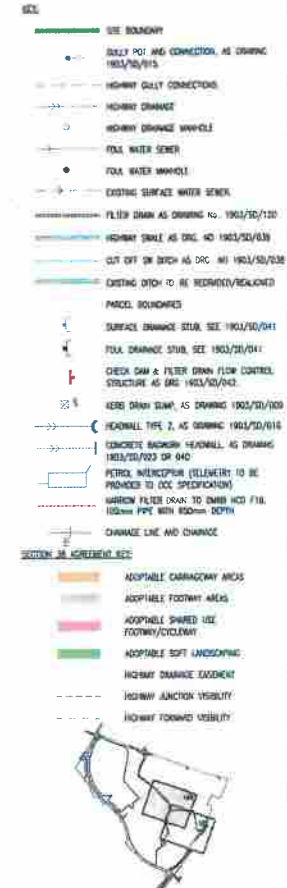 KEY:
SITE BOUNDARY
GULLY POT AND CONNECTION, AS DRAWING
1903/SD/015
HIGHWAY GULLY CONNECTIONS
HIGHWAY DRAINAGE
HIGHWAY DRAINAGE MANHOLE
FOUL WATER SEWER
FOUL WATER MANHOLE
EXISTING SURFACE WATER SEWER
FILTER DRAIN AS DRAWING No. 1903/SD/120
HIGHWAY SWALE AS DRG. NO 1903/SD/039
CUT OFF SW DITCH AS DRG. NO 1903/SD/038
EXISTING DITCH TO BE REGRADED/REALIGNED
PARCEL BOUNDARIES
SURFACE DRAINAGE STUB, SEE 1903/SD/041
FOUL DRAINAGE STUB, SEE 1903/SD/041
CHECK DAM & FILTER DRAIN FLOW CONTROL
STRUCTURE AS DRG 1903/SD/042
KERB DRAIN SUMP, AS DRAWING 1903/SD/009
HEADWALL TYPE 2, AS DRAWING 1903/SD/016
CONCRETE BAGWORK HEADWALL, AS DRAWING
1903/SD/023 OR 040
PETROL INTERCEPTOR (TELEMETRY TO BE
PROVIDED TO OCC SPECIFICATION)
NARROW FILTER DRAIN TO DMRB HCD F18,
100mm PIPE WITH 650mm DEPTH
CHAINAGE LINE AND CHAINAGE
SECTION 38 AGREEMENT KEY:
ADOPTABLE CARRIAGEWAY AREAS
ADOPTABLE FOOTWAY AREAS
ADOPTABLE SHARED USE
FOOTWAY/CYCLEWAY
ADOPTABLE SOFT LANDSCAPING
HIGHWAY DRAINAGE EASEMENT
HIGHWAY JUNCTION VISIBILITY
HIGHWAY FORWARD VISIBILITY